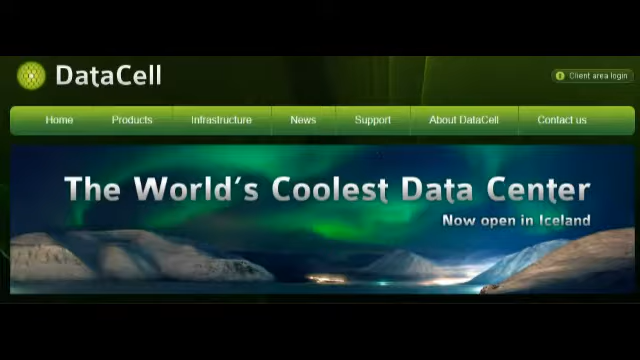 DataCell
Client area login
Home Products Infrastructure News Support About DataCell Contact us
The World's Coolest Data Center
Now open in Iceland